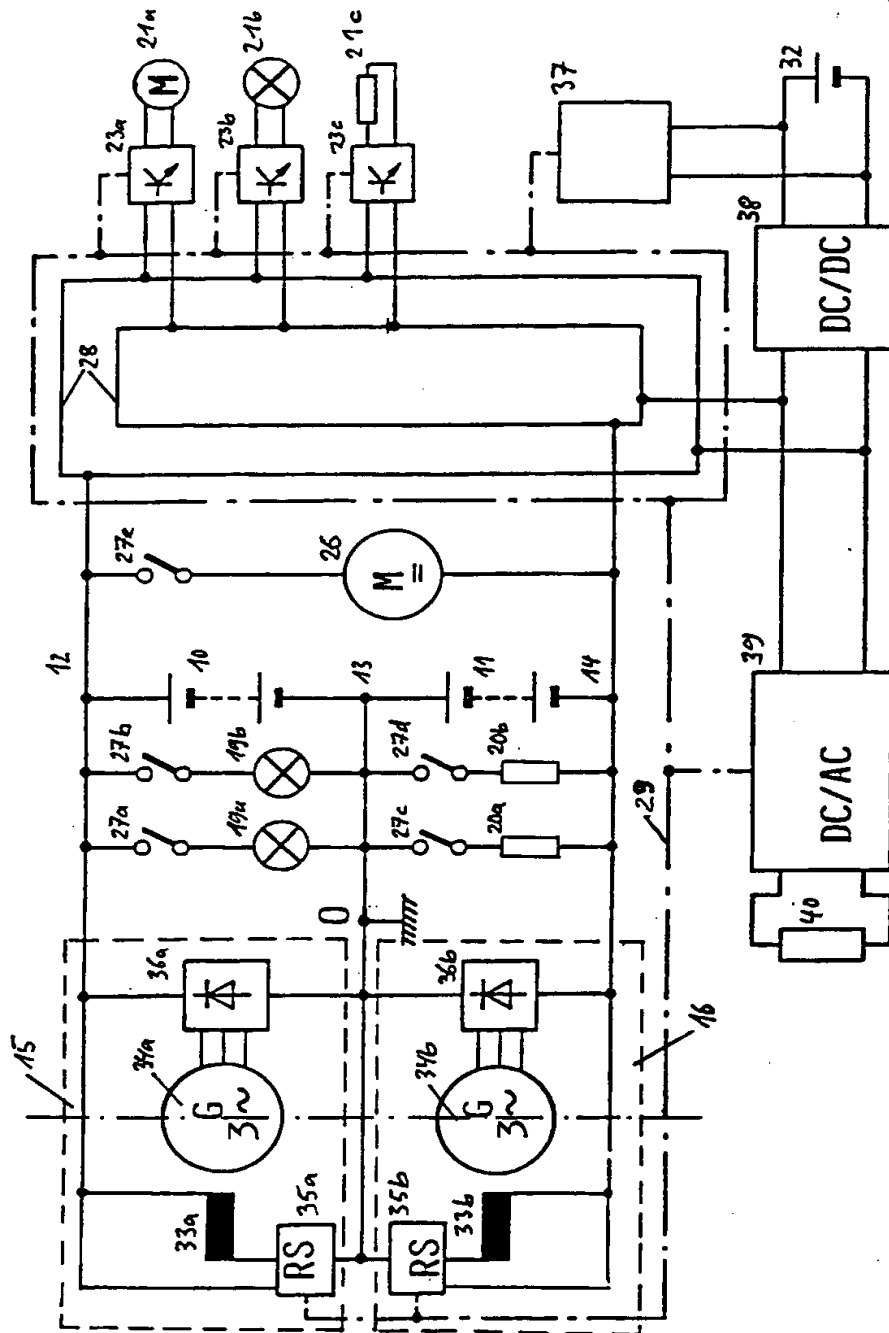 21a
M
23a
21b
23b
21c
23c
37
32
38
DC/DC
28
27e
26
M
=
12
10
13
11
14
39
DC/AC
40
29
27b
19b
27d
20b
27a
19a
27c
20a
0
15
36a
34a
G
3~
33a
35a
RS
16
36b
34b
G
3~
33b
35b
RS